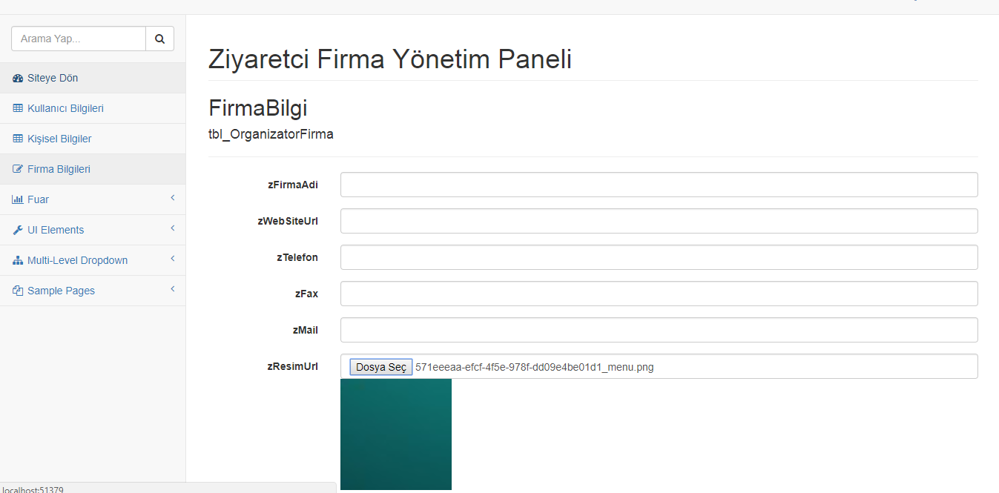 Arama Yap...
Siteye Dön
Kullanıcı Bilgileri
Kişisel Bilgiler
Firma Bilgileri
Fuar
UI Elements
Multi-Level Dropdown
Sample Pages
Ziyaretci Firma Yönetim Paneli
FirmaBilgi
tbl_OrganizatorFirma
zFirmaAdi
zWebSiteUrl
zTelefon
zFax
zMail
zResimUrl Dosya Seç 571eeeaa-efcf-4f5e-978f-dd09e4be01d1_menu.png
localhost:51379